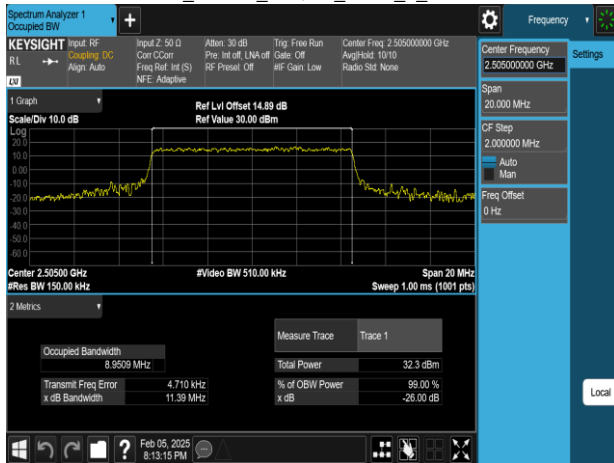 Spectrum Analyzer 1
Occupied BW
+
Frequency
KEYSIGHT
RL
LXI
Input: RF
Coupling: DC
Align: Auto
Input Z: 50 Ω
Corr CCorr
Freq Ref: Int (S)
NFE: Adaptive
Atten: 30 dB
Pre: Int off, LNA off
RF Preset: Off
Trig: Free Run
Gate: Off
#IF Gain: Low
Center Freq: 2.505000000 GHz
Avg|Hold: 10/10
Radio Std: None
Center Frequency
2.505000000 GHz
Settings
Span
20.000 MHz
CF Step
2.000000 MHz
Auto
Man
Freq Offset
0 Hz
Local
1 Graph
Scale/Div 10.0 dB
Ref Lvl Offset 14.89 dB
Ref Value 30.00 dBm
Log
20.0
10.0
0.00
-10.0
-20.0
-30.0
-40.0
-50.0
-60.0
Center 2.50500 GHz
#Video BW 510.00 kHz
Span 20 MHz
#Res BW 150.00 kHz
Sweep 1.00 ms (1001 pts)
2 Metrics
Measure Trace Trace 1
Occupied Bandwidth
8.9509 MHz
Total Power 32.3 dBm
Transmit Freq Error 4.710 kHz
% of OBW Power 99.00 %
x dB Bandwidth 11.39 MHz
x dB -26.00 dB
?
Feb 05, 2025
8:13:15 PM